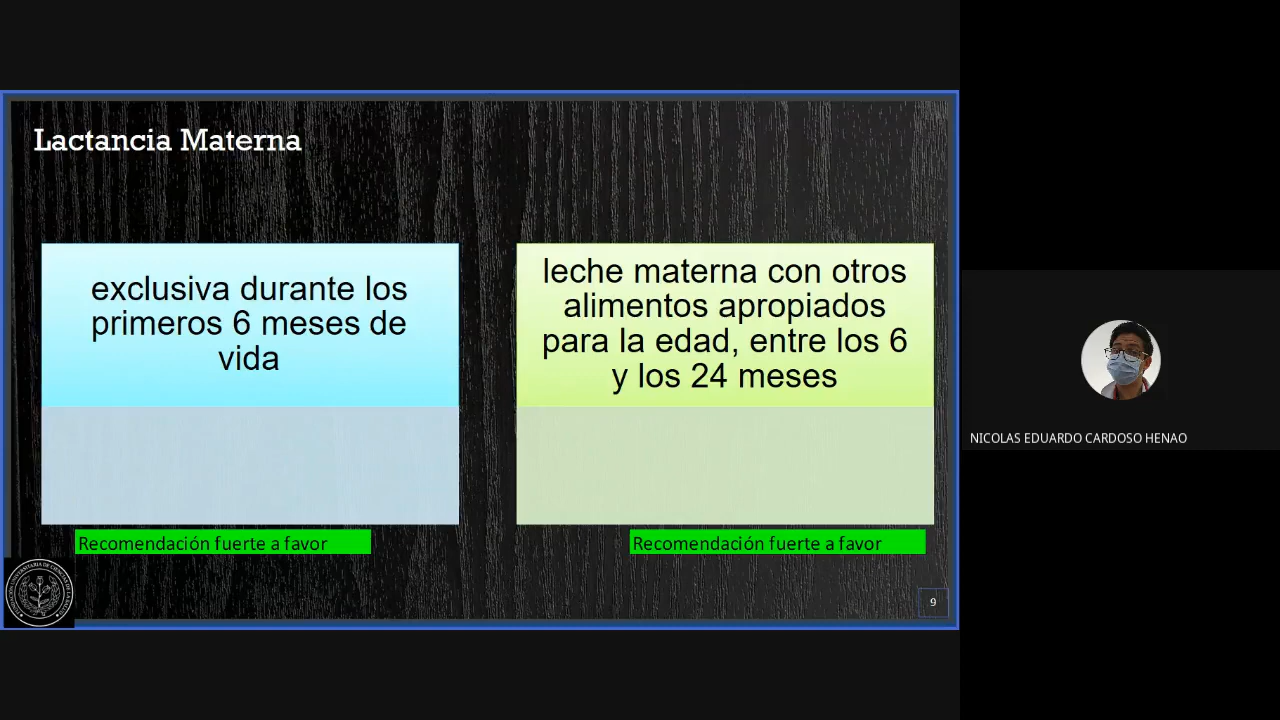 Lactancia Materna
exclusiva durante los
primeros 6 meses de
vida
leche materna con otros
alimentos apropiados
para la edad, entre los 6
y los 24 meses
Recomendación fuerte a favor
Recomendación fuerte a favor
9
NICOLAS EDUARDO CARDOSO HENAO